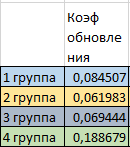 Коэф
обновле
ния
1 группа 0,084507
2 группа 0,061983
3 группа 0,069444
4 группа 0,188679